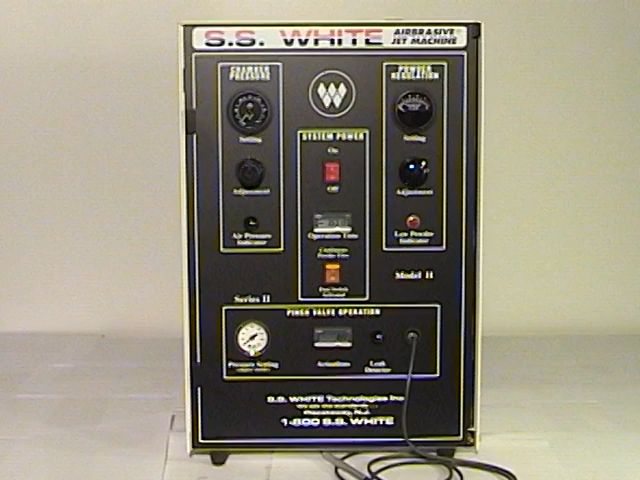 S.S. WHITE AIRBRASIVE
JET MACHINE
CHAMBER
PRESSURE
Setting
Adjustment
Air Pressure
Indicator
W
SYSTEM POWER
On
Off
Operation Time
Continuous
Powder Flow
Foot Switch
Activated
POWDER
REGULATION
Setting
Adjustment
Low Powder
Indicator
Series II
Model H
PINCH VALVE OPERATION
Pressure Setting
Actuations
Leak
Detector
S.S. WHITE Technologies Inc
Piscataway, N.J.
1-800 S.S. WHITE